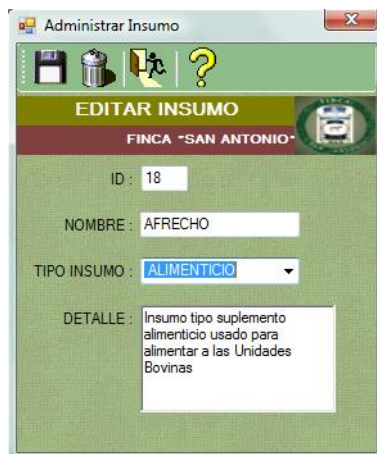 Administrar Insumo
EDITAR INSUMO
FINCA "SAN ANTONIO"
ID : 18
NOMBRE : AFRECHO
TIPO INSUMO : ALIMENTICIO
DETALLE : Insumo tipo suplemento
alimenticio usado para
alimentar a las Unidades
Bovinas